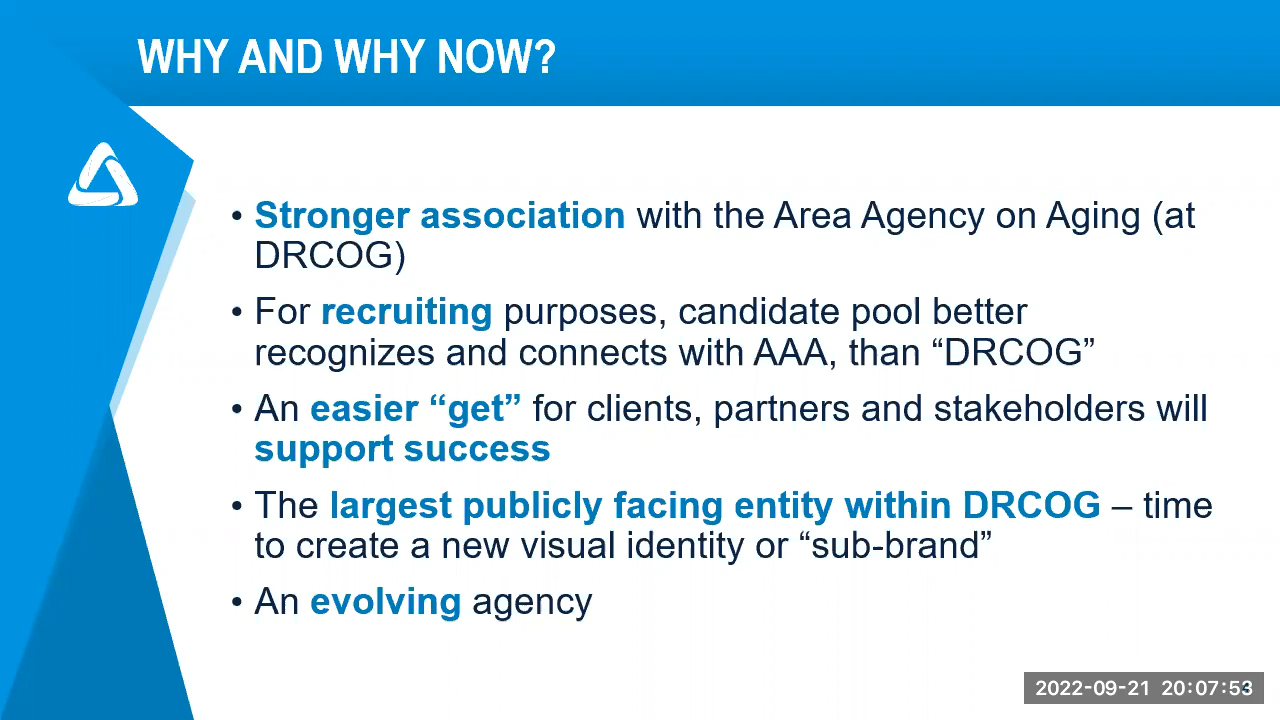 WHY AND WHY NOW?
• Stronger association with the Area Agency on Aging (at
DRCOG)
• For recruiting purposes, candidate pool better
recognizes and connects with AAA, than “DRCOG”
• An easier “get” for clients, partners and stakeholders will
support success
• The largest publicly facing entity within DRCOG – time
to create a new visual identity or “sub-brand”
• An evolving agency
2022-09-21 20:07:53